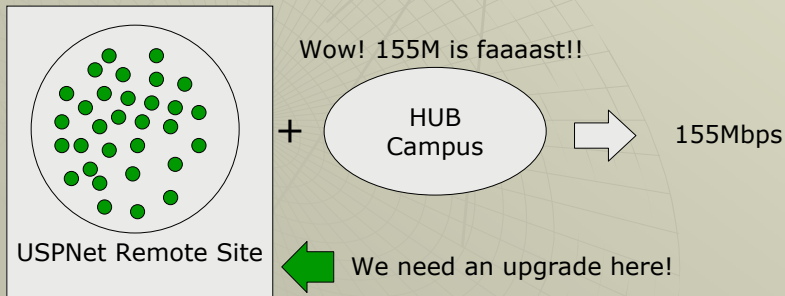 Wow! 155M is faaaast!!
+
HUB
Campus
155Mbps
USPNet Remote Site
We need an upgrade here!